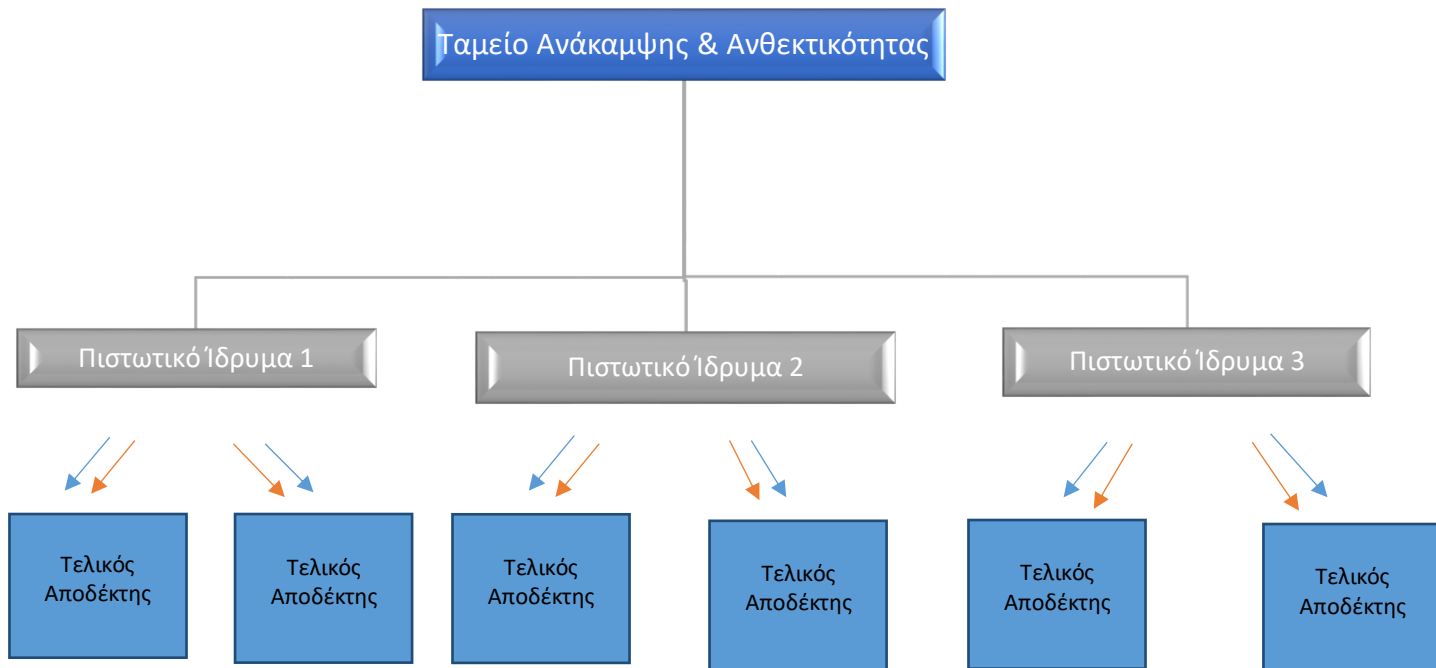 Ταμείο Ανάκαμψης & Ανθεκτικότητας
Πιστωτικό Ίδρυμα 1
Πιστωτικό Ίδρυμα 2
Πιστωτικό Ίδρυμα 3
Τελικός
Αποδέκτης
Τελικός
Αποδέκτης
Τελικός
Αποδέκτης
Τελικός
Αποδέκτης
Τελικός
Αποδέκτης
Τελικός
Αποδέκτης